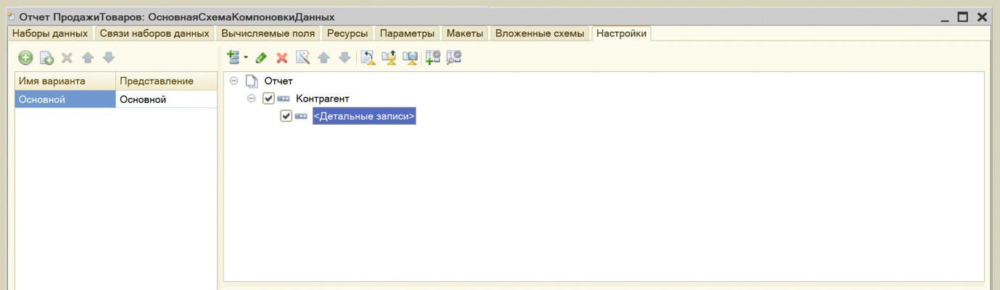 Отчет ПродажиТоваров: ОсновнаяСхемаКомпоновкиДанных
Наборы данных Связи наборов данных Вычисляемые поля Ресурсы Параметры Макеты Вложенные схемы Настройки
Имя варианта Представление
Основной Основной
Отчет
Контрагент
<Детальные записи>